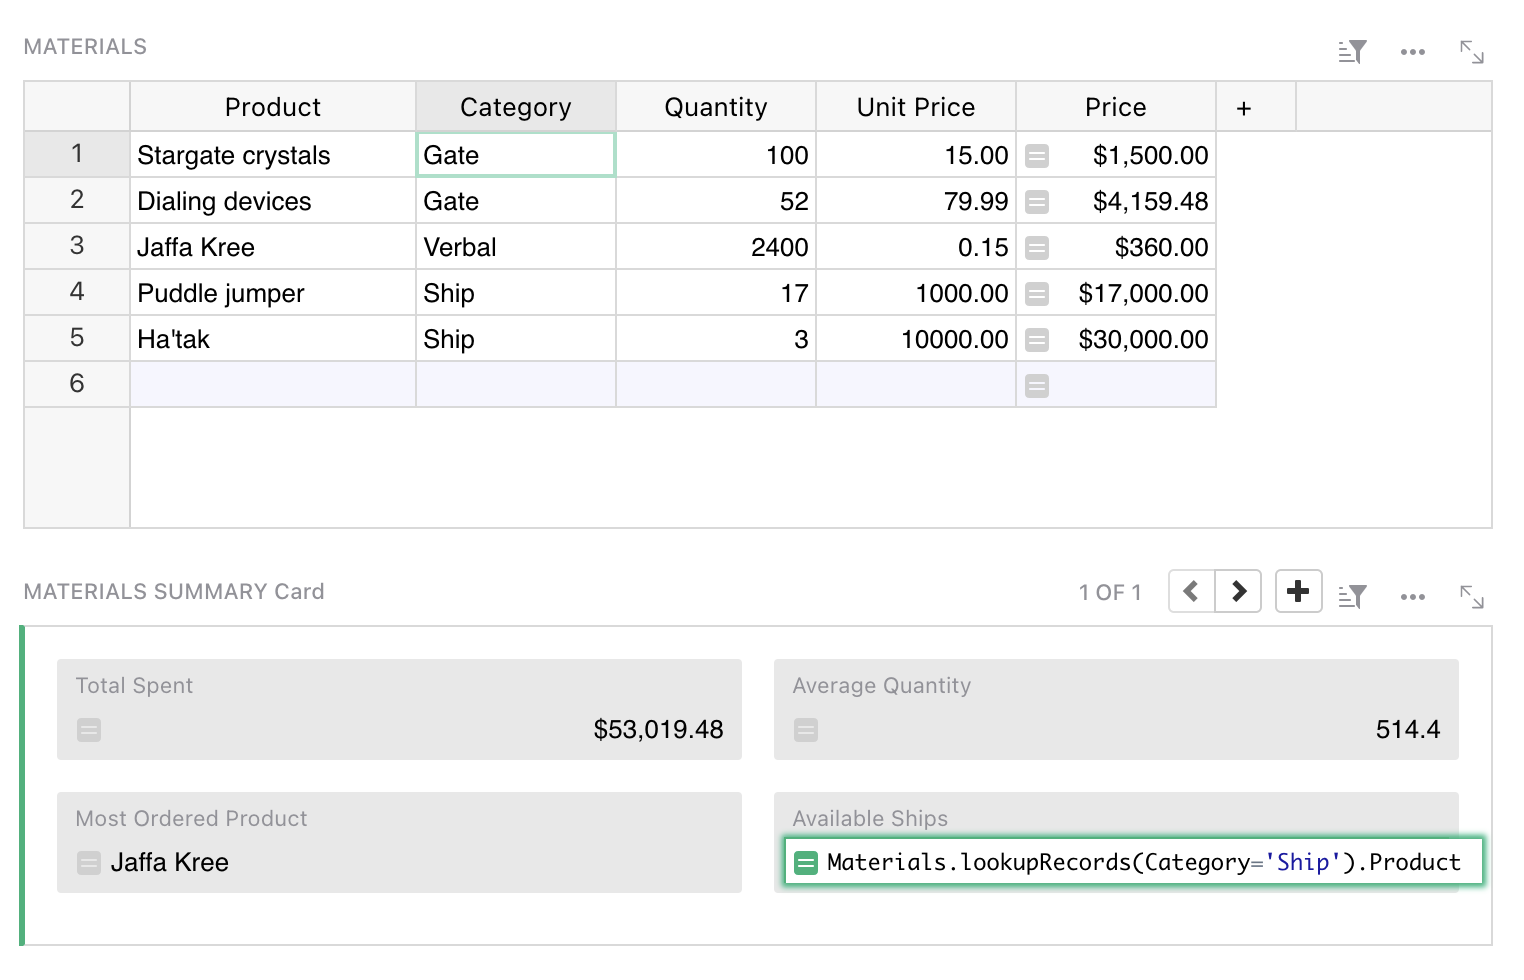 MATERIALS
Product Category Quantity Unit Price Price +
1 Stargate crystals Gate 100 15.00 $1,500.00
2 Dialing devices Gate 52 79.99 $4,159.48
3 Jaffa Kree Verbal 2400 0.15 $360.00
4 Puddle jumper Ship 17 1000.00 $17,000.00
5 Ha'tak Ship 3 10000.00 $30,000.00
6
MATERIALS SUMMARY Card 1 OF 1
Total Spent Average Quantity
$53,019.48 514.4
Most Ordered Product Available Ships
Jaffa Kree Materials.lookupRecords(Category='Ship').Product